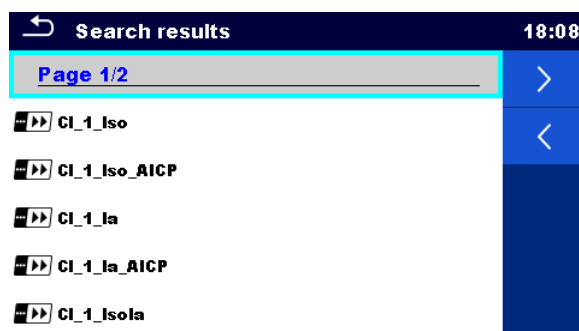 Search results
18:08
Page 1/2
Cl_1_Iso
Cl_1_Iso_AICP
Cl_1_Ia
Cl_1_Ia_AICP
Cl_1_IsoIa